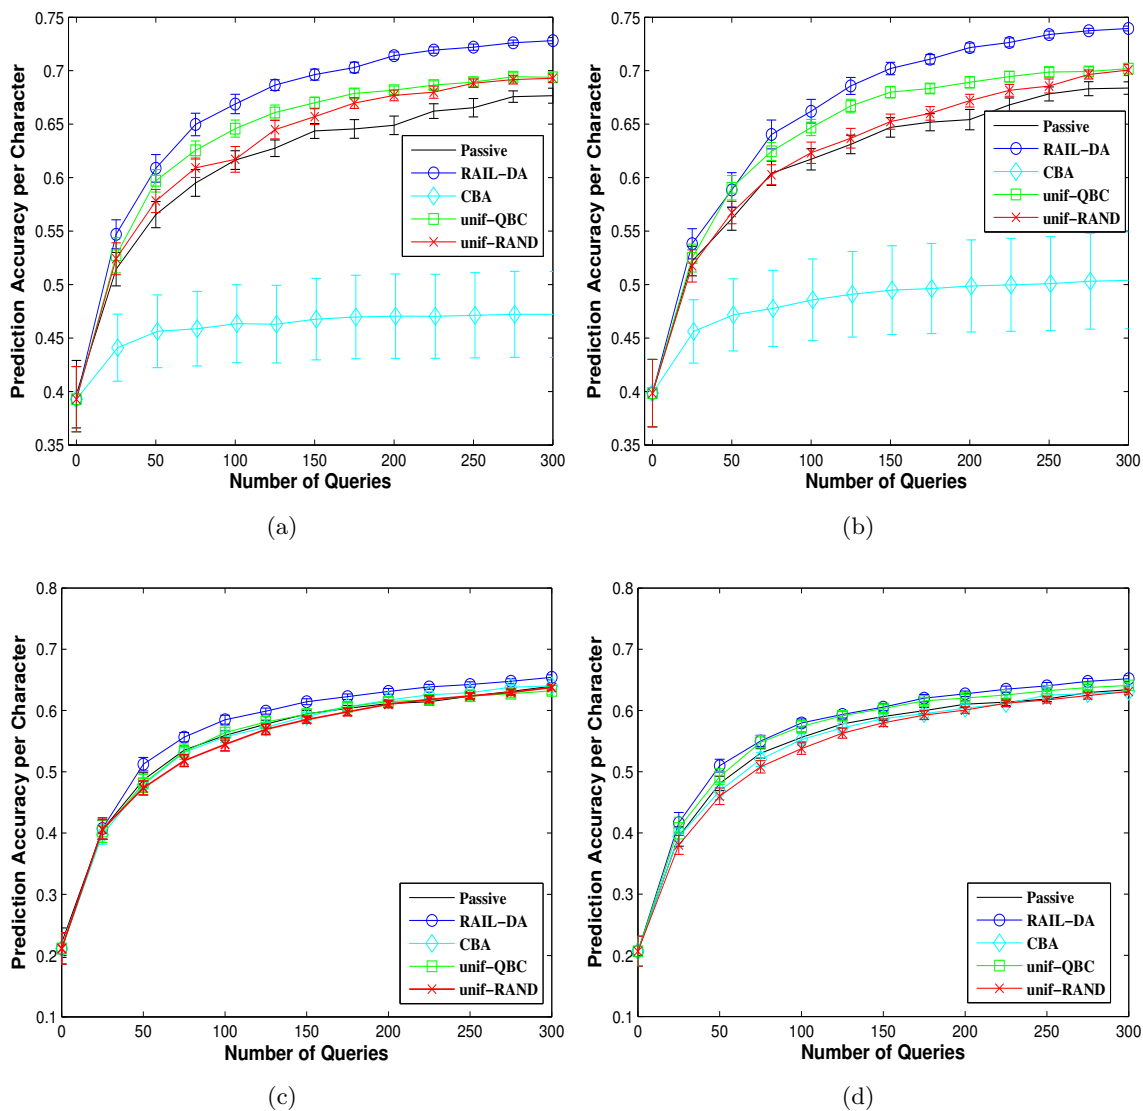 0.75
0.7
0.65
0.6
0.55
0.5
0.45
0.4
0.35
Prediction Accuracy per Character
Passive
RAIL−DA
CBA
unif−QBC
unif−RAND
0 50 100 150 200 250 300
Number of Queries
(a)
0.75
0.7
0.65
0.6
0.55
0.5
0.45
0.4
0.35
Prediction Accuracy per Character
Passive
RAIL−DA
CBA
unif−QBC
unif−RAND
0 50 100 150 200 250 300
Number of Queries
(b)
0.8
0.7
0.6
0.5
0.4
0.3
0.2
0.1
Prediction Accuracy per Character
Passive
RAIL−DA
CBA
unif−QBC
unif−RAND
0 50 100 150 200 250 300
Number of Queries
(c)
0.8
0.7
0.6
0.5
0.4
0.3
0.2
0.1
Prediction Accuracy per Character
Passive
RAIL−DA
CBA
unif−QBC
unif−RAND
0 50 100 150 200 250 300
Number of Queries
(d)